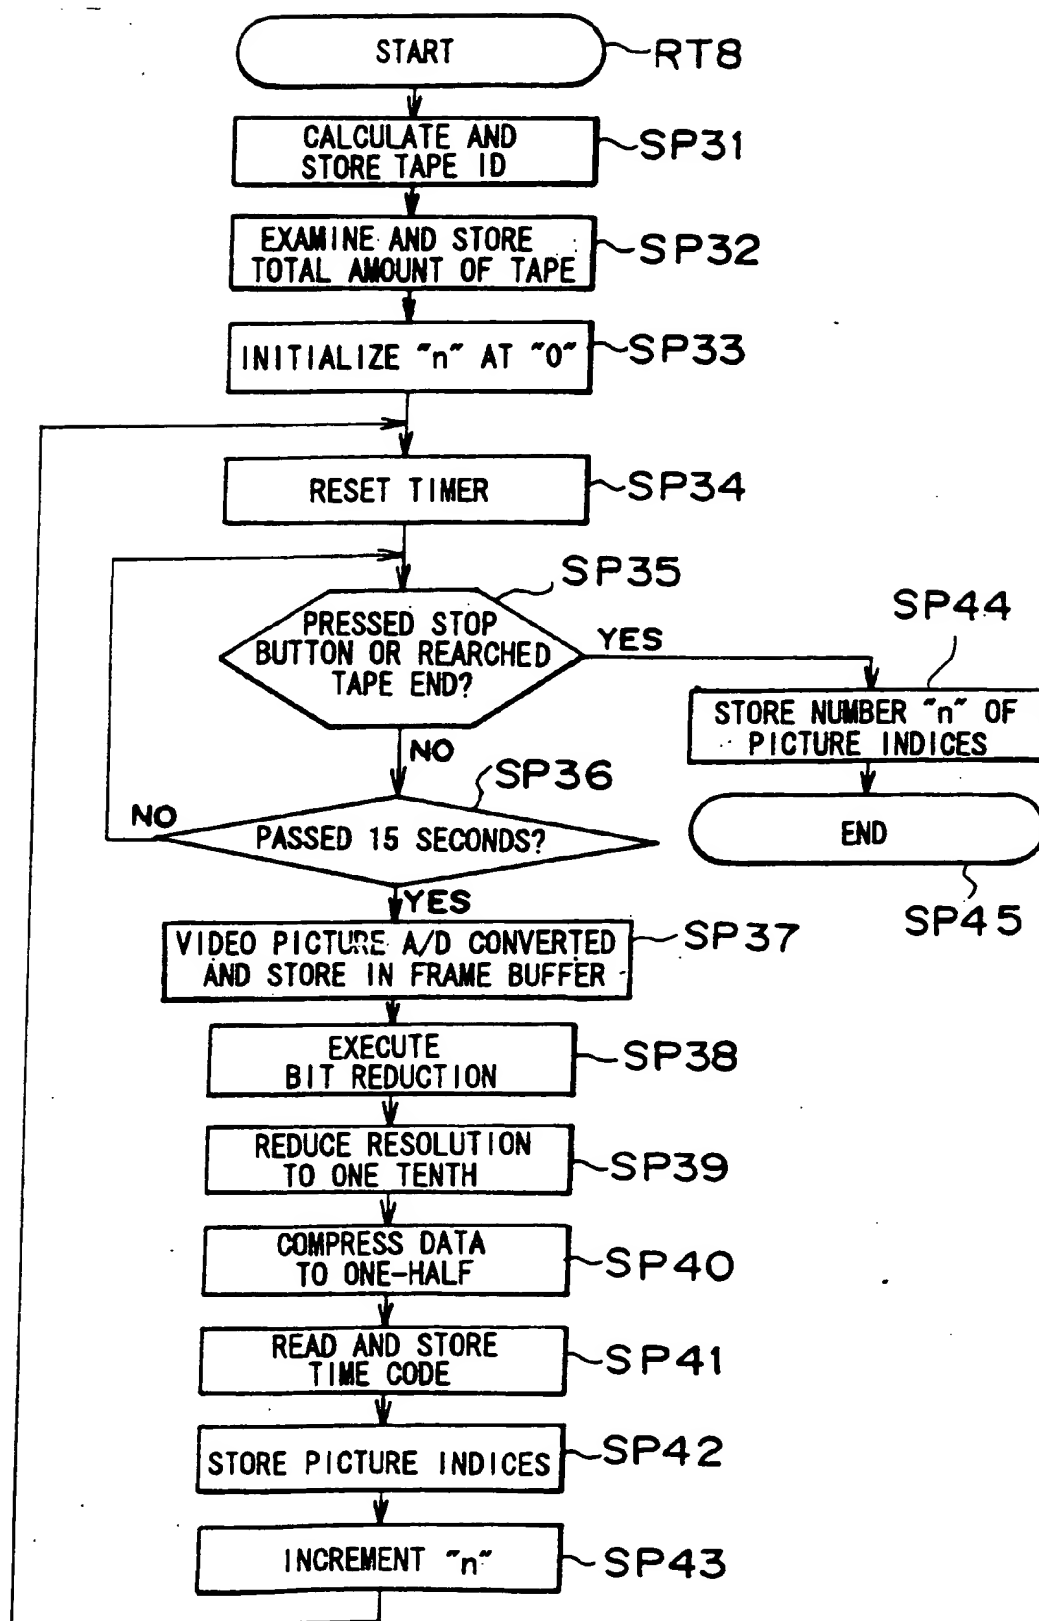 START
RT8
CALCULATE AND
STORE TAPE ID
SP31
EXAMINE AND STORE
TOTAL AMOUNT OF TAPE
SP32
INITIALIZE "n" AT "0"
SP33
RESET TIMER
SP34
SP35
PRESSED STOP
BUTTON OR REARCHED
TAPE END?
YES
SP44
STORE NUMBER "n" OF
PICTURE INDICES
NO
SP36
PASSED 15 SECONDS?
NO
END
SP45
YES
VIDEO PICTURE A/D CONVERTED
AND STORE IN FRAME BUFFER
SP37
EXECUTE
BIT REDUCTION
SP38
REDUCE RESOLUTION
TO ONE TENTH
SP39
COMPRESS DATA
TO ONE-HALF
SP40
READ AND STORE
TIME CODE
SP41
STORE PICTURE INDICES
SP42
INCREMENT "n"
SP43